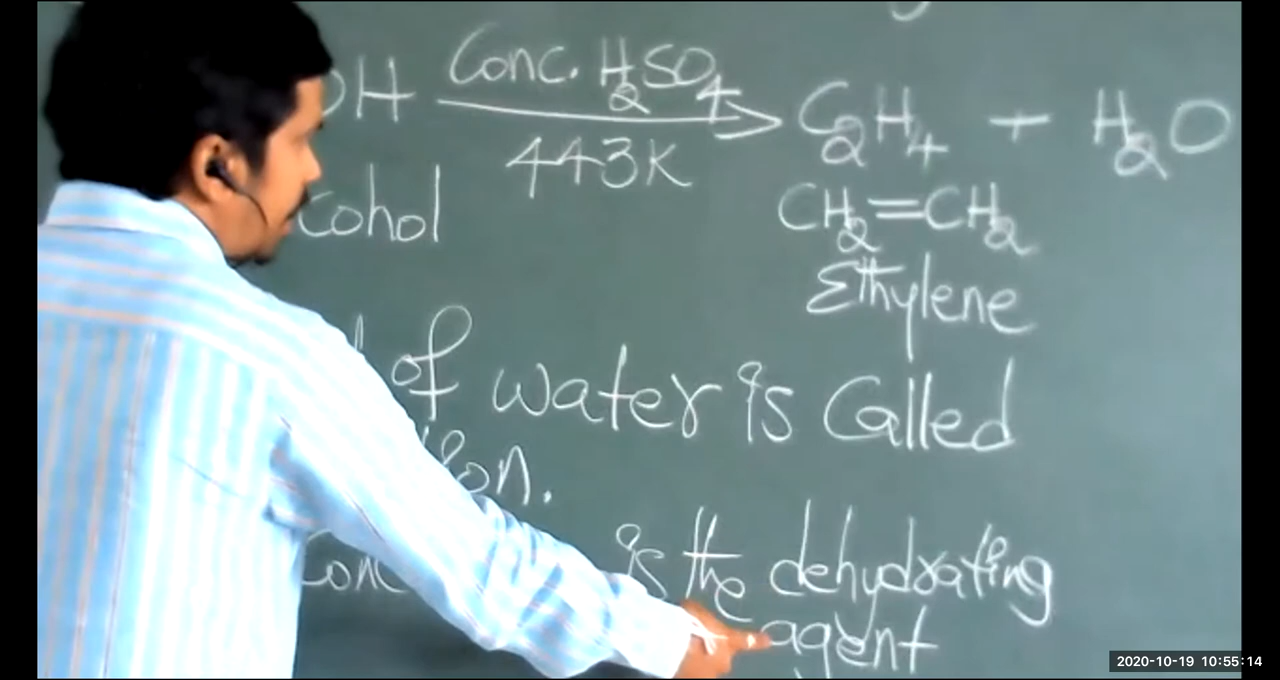 OH Conc. H2SO4 443K C2H4 + H2O
cohol CH2=CH2
Ethylene
of water is Called
ion.
Conc is the dehydrating
agent
2020-10-19 10:55:14